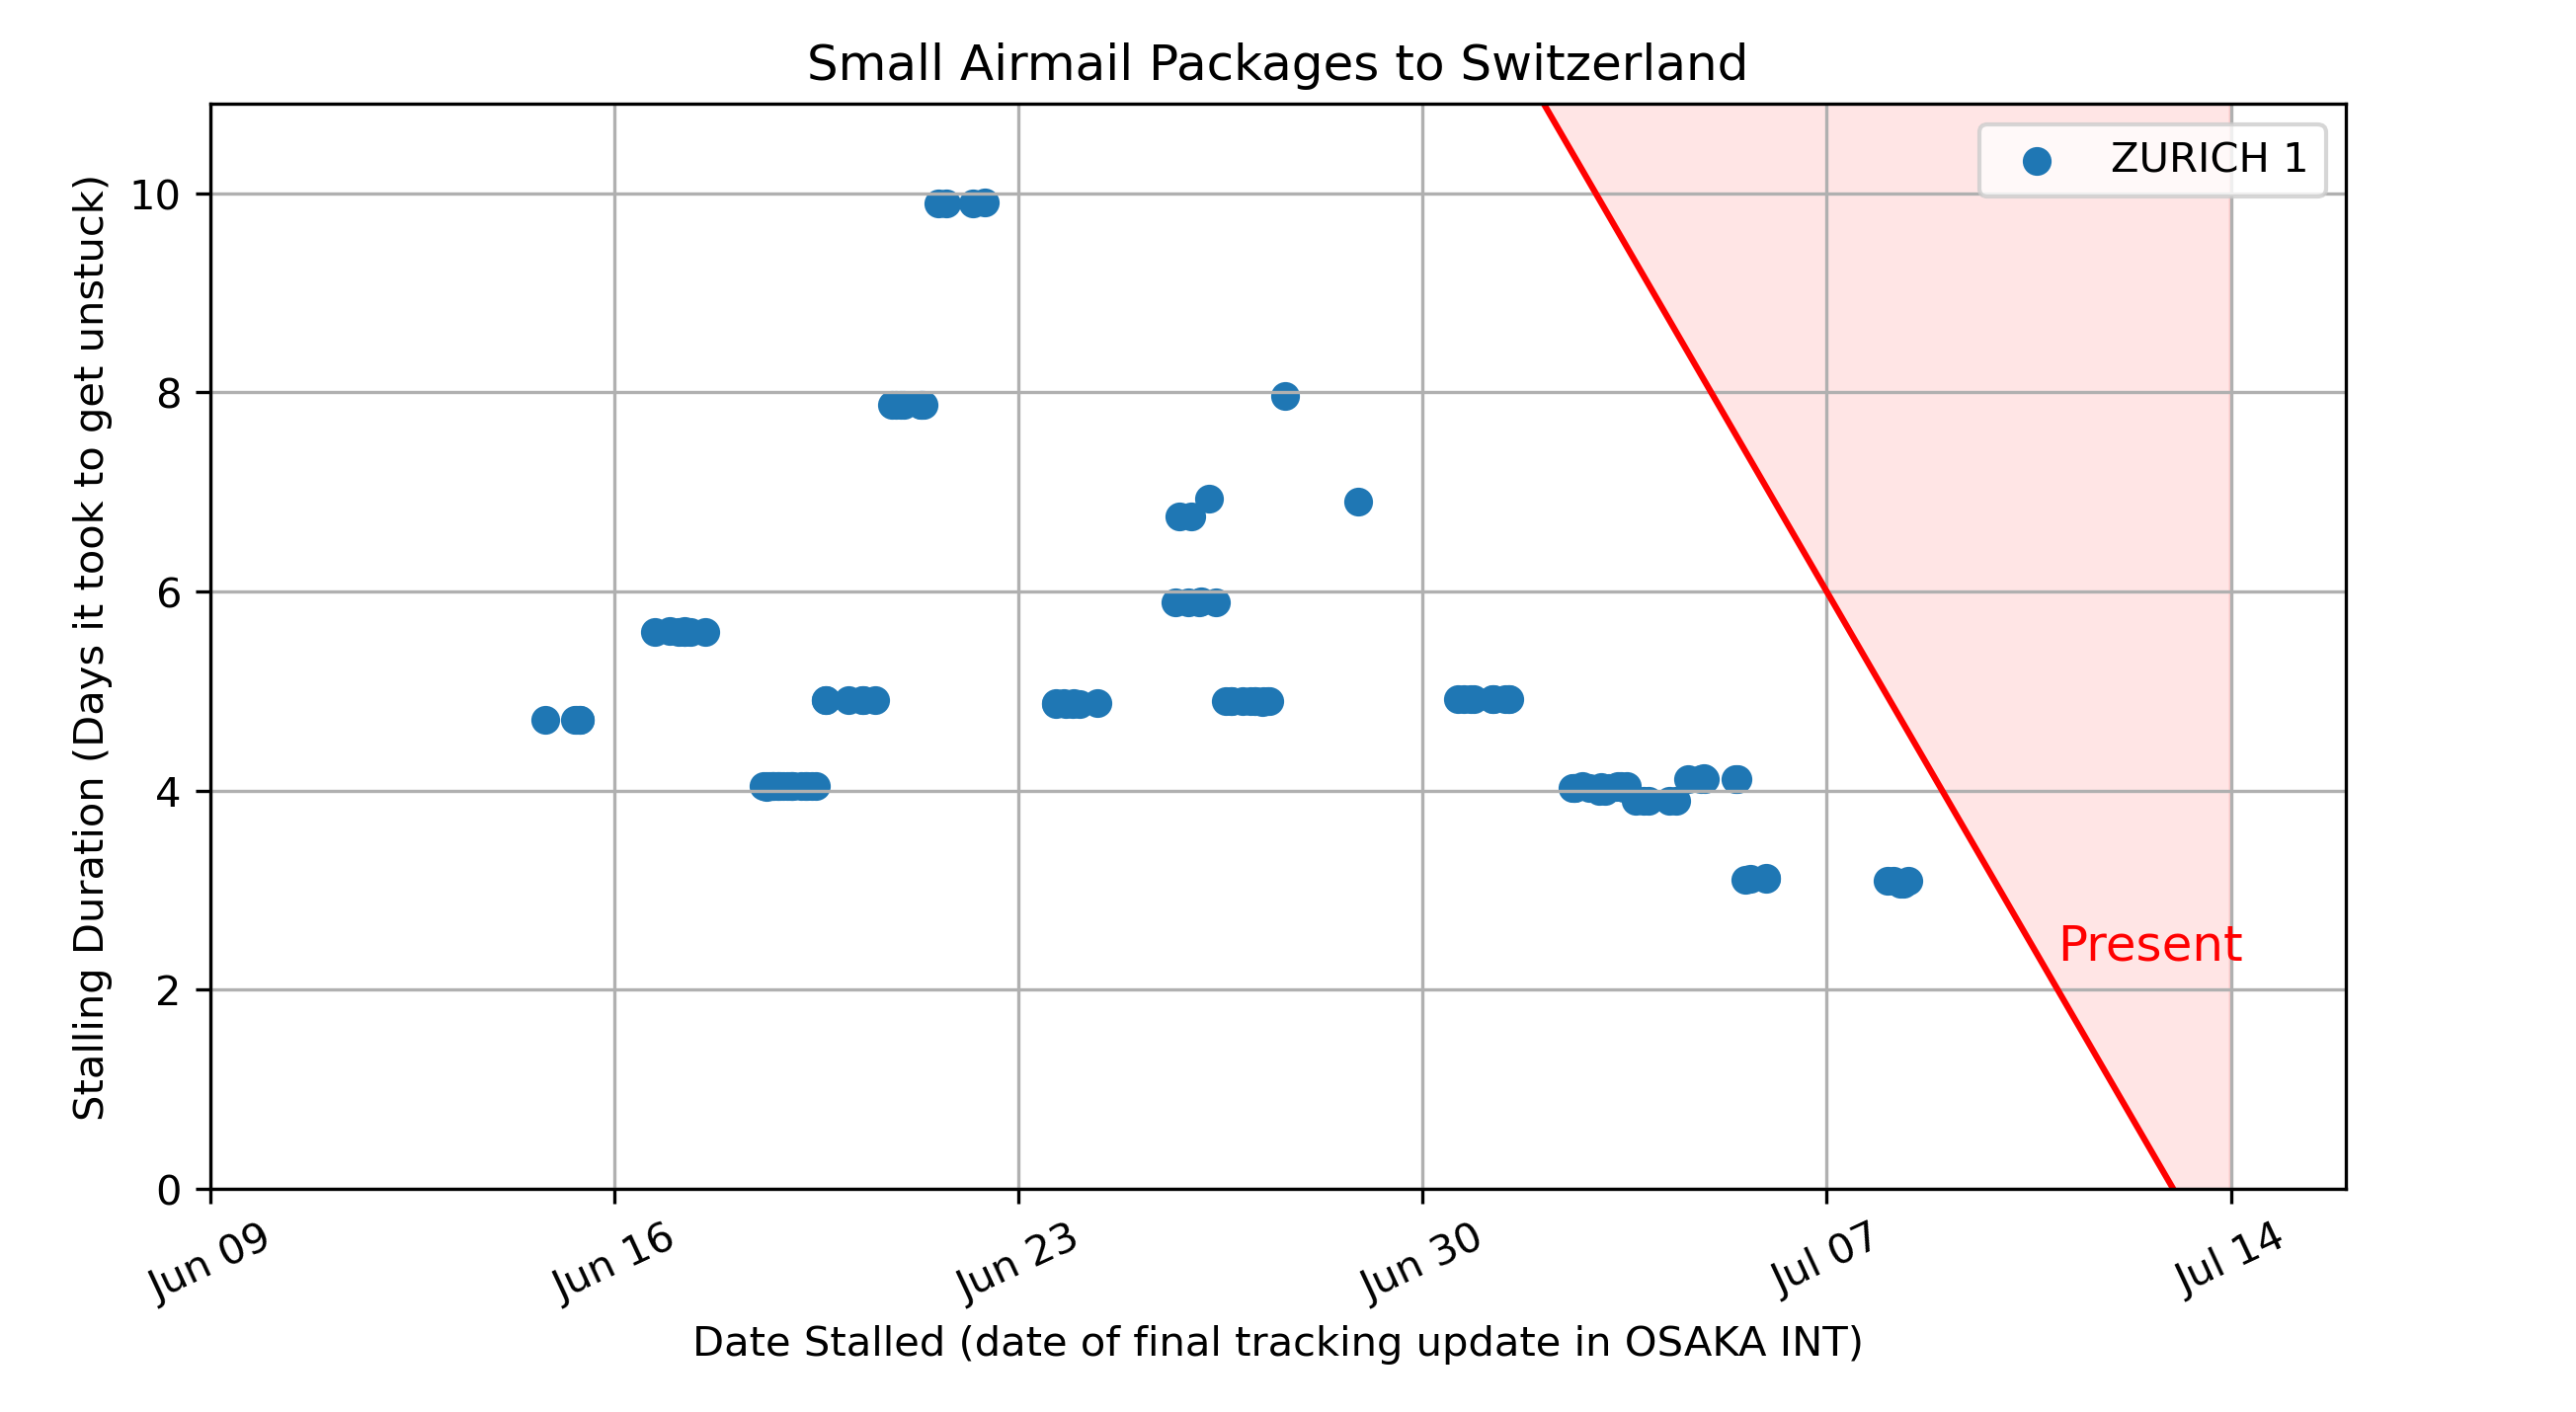 Small Airmail Packages to Switzerland
ZURICH 1
Stalling Duration (Days it took to get unstuck)
10
8
6
4
2
0
Present
Jun 09
Jun 16
Jun 23
Jun 30
Jul 07
Jul 14
Date Stalled (date of final tracking update in OSAKA INT)